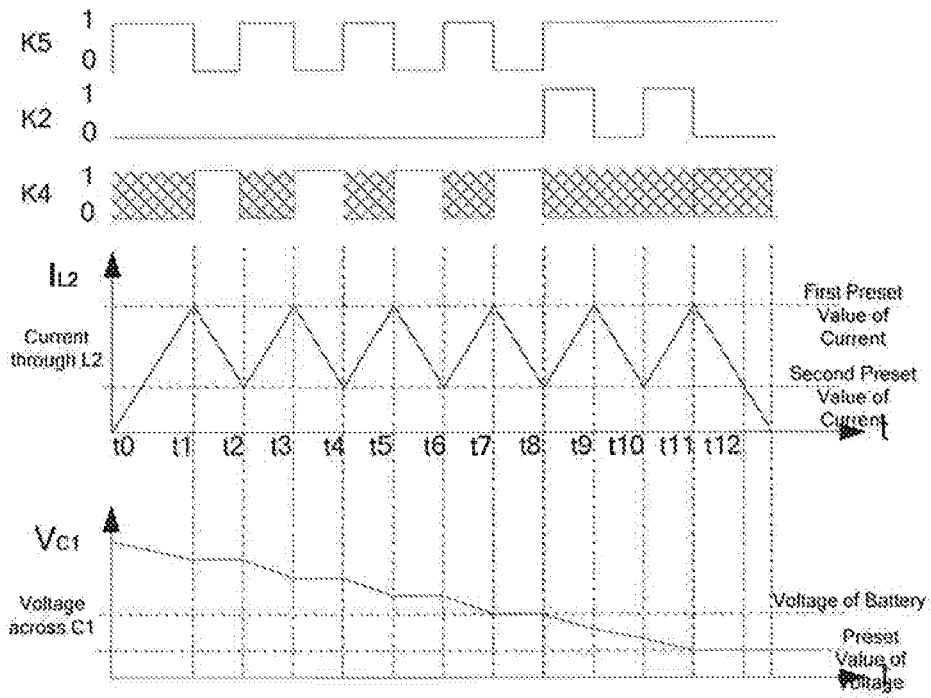 K5 1
0
K2 1
0
K4 1
0
IL2
First Preset
Value of
Current
Current
through L2
Second Preset
Value of
Current
t0 t1 t2 t3 t4 t5 t6 t7 t8 t9 t10 t11 t12 t
VC1
Voltage of Battery
Voltage
across C1
Preset
Value of
Voltage
t